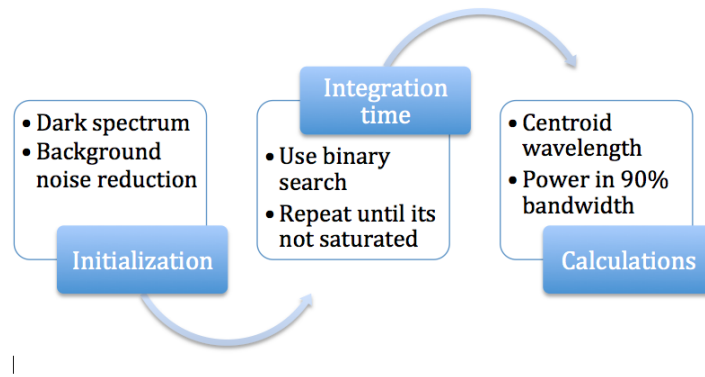 • Dark spectrum
• Background
noise reduction
Initialization
Integration
time
• Use binary
search
• Repeat until its
not saturated
• Centroid
wavelength
• Power in 90%
bandwidth
Calculations